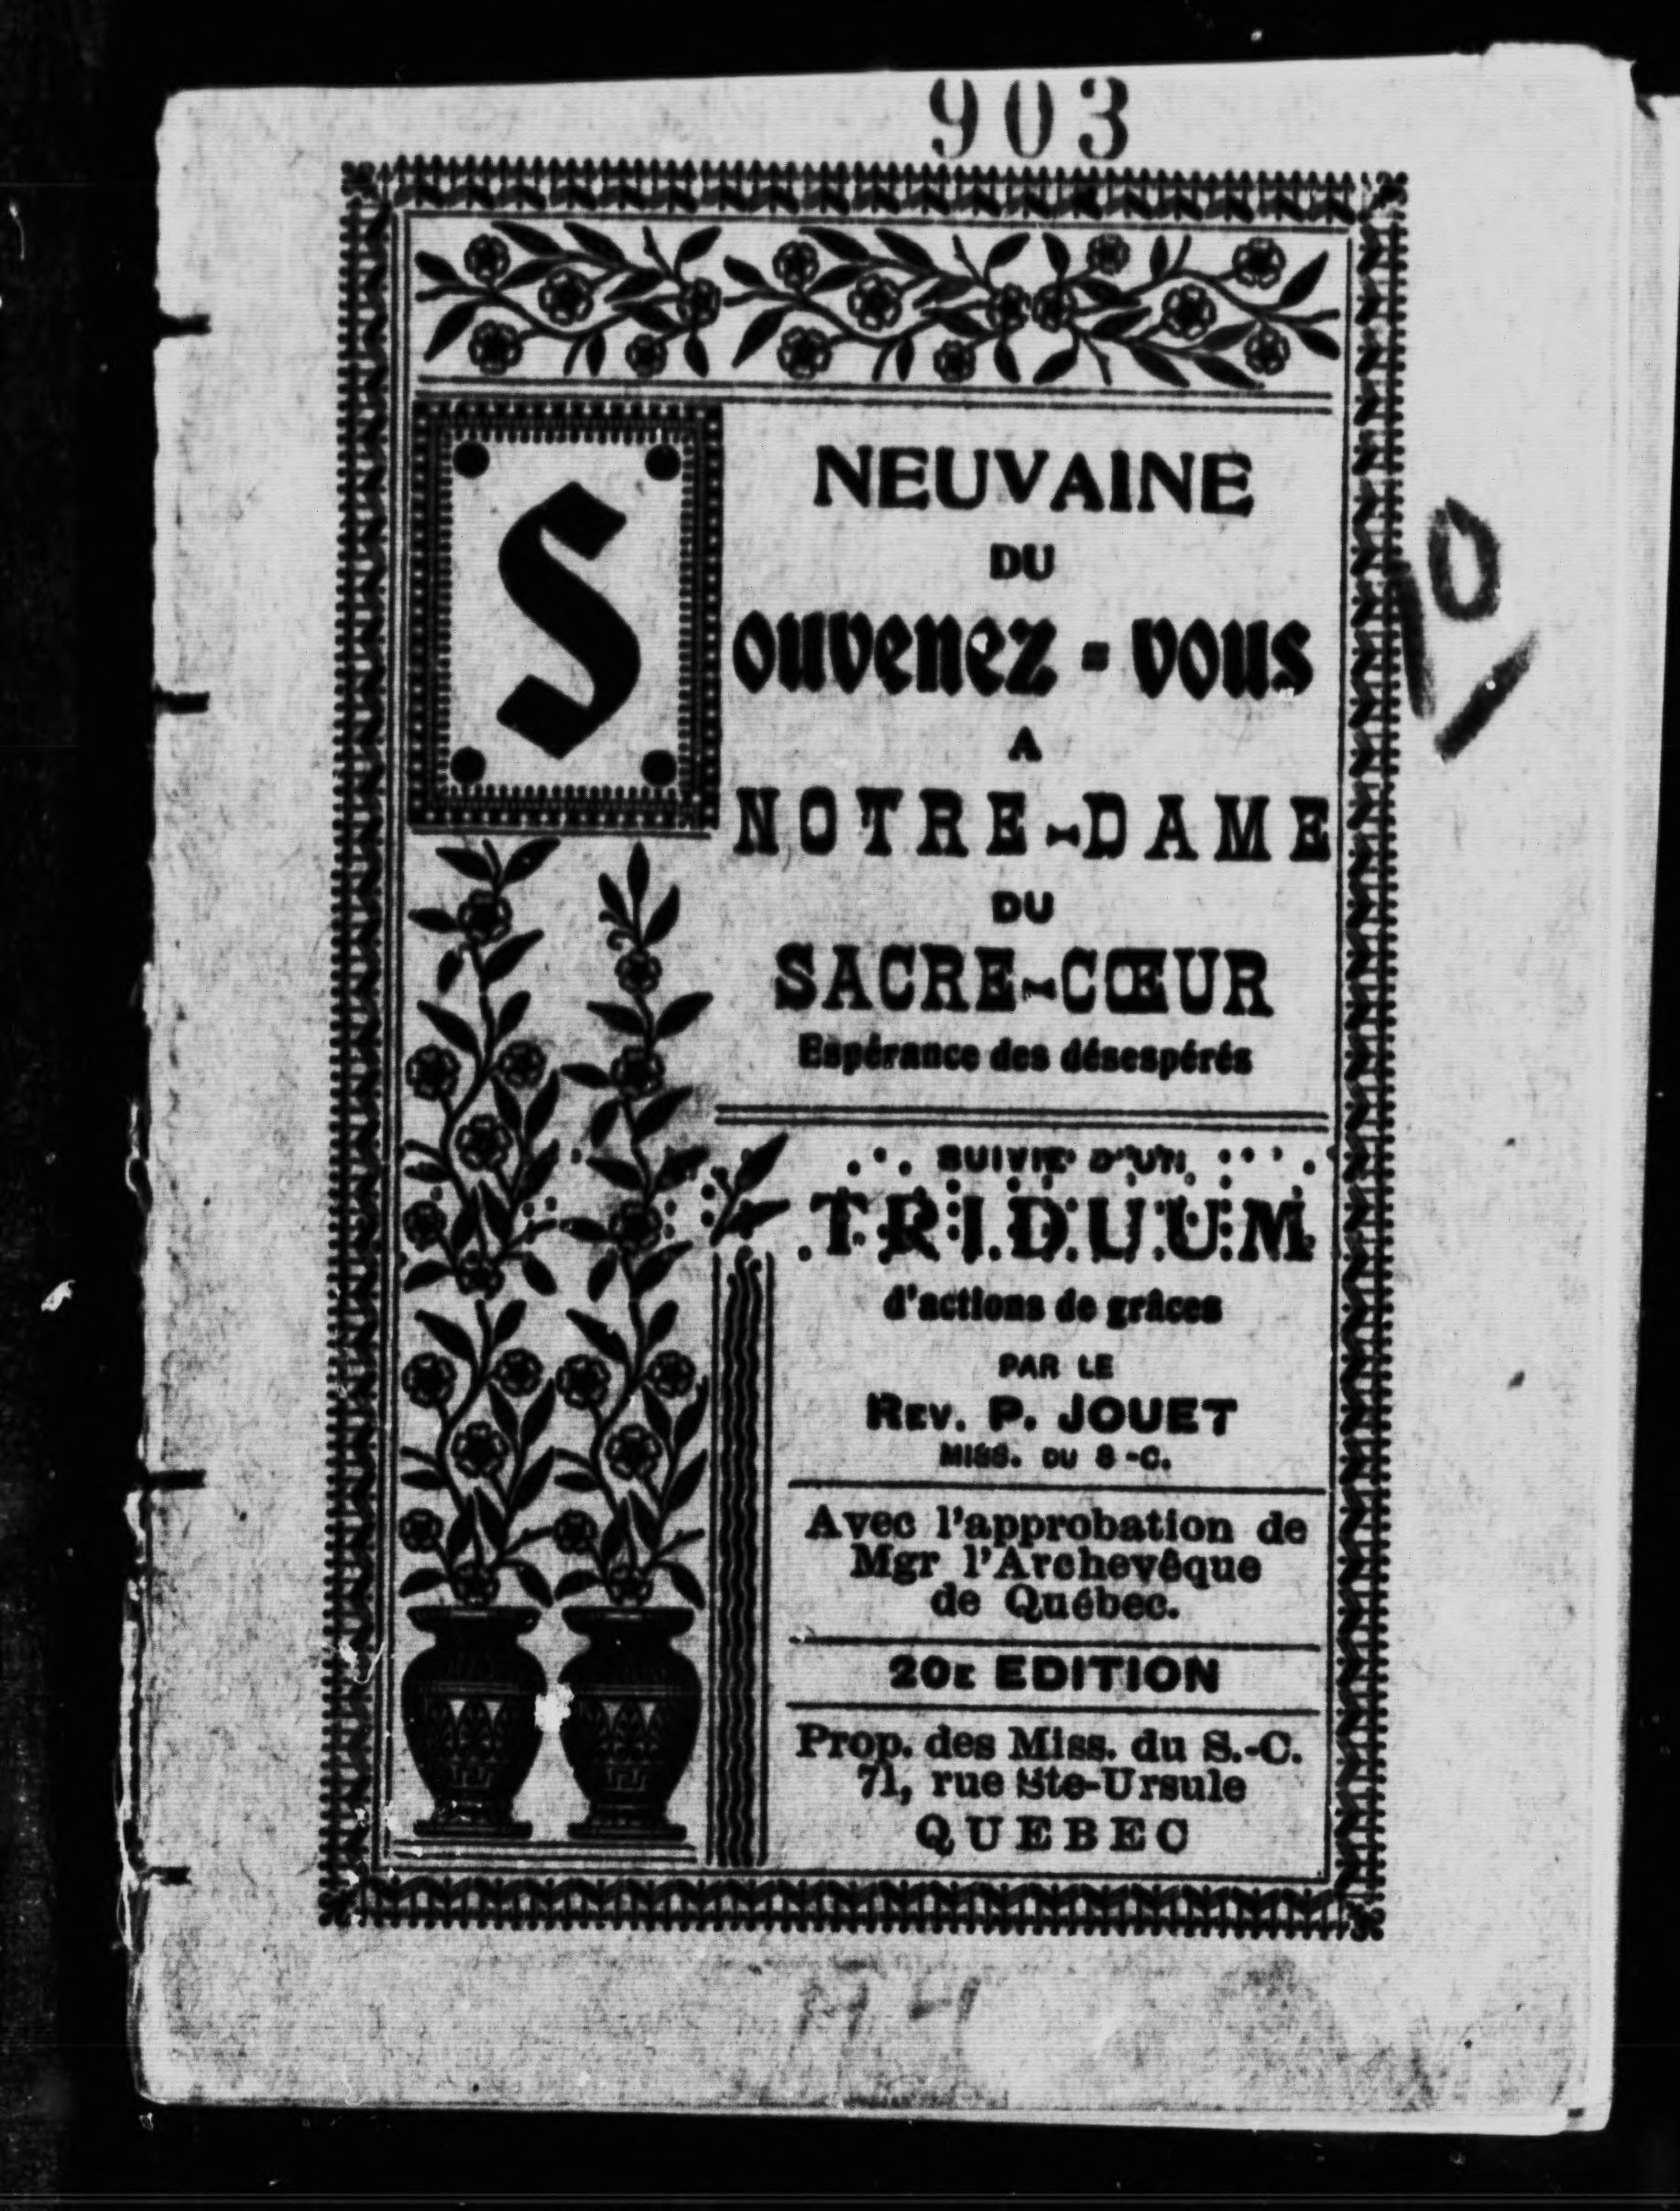 903
NEUVAINE
DU
Souvenez-vous
A
NOTRE-DAME
DU
SACRE-CŒUR
Espérance des désespérés
SUIVIE D'UN
TRIDUUM
d'actions de grâces
PAR LE
REV. P. JOUET
MISS. DU S-C.
Avec l'approbation de
Mgr l'Archevêque
de Québec.
20E EDITION
Prop. des Miss. du S.-C.
71, rue Ste-Ursule
QUEBEC
10